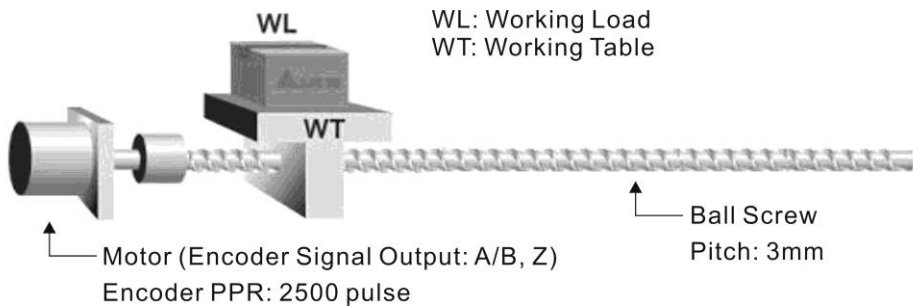 WL
WL: Working Load
WT: Working Table
WT
Ball Screw
Pitch: 3mm
Motor (Encoder Signal Output: A/B, Z)
Encoder PPR: 2500 pulse